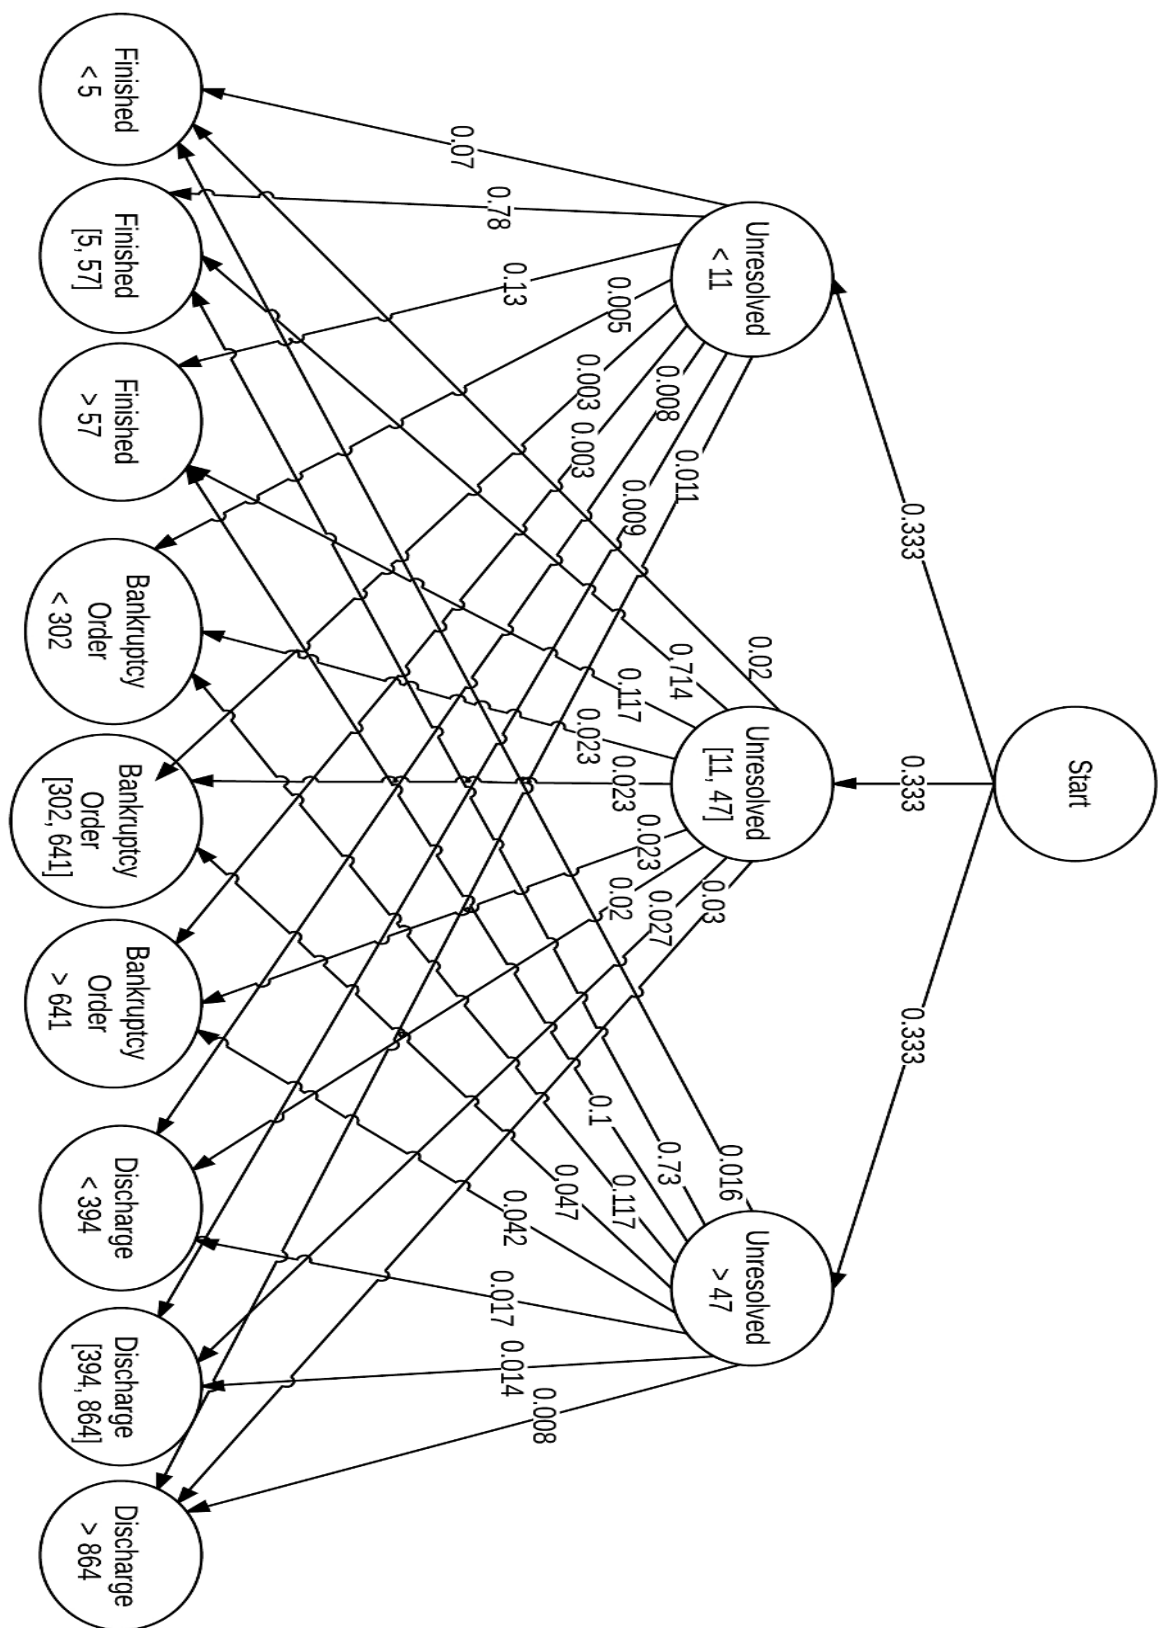 Start
0.333
0.333
0.333
Unresolved
< 11
Unresolved
[11, 47]
Unresolved
> 47
0.07
0.78
0.13
0.005
0.003
0.003
0.008
0.009
0.011
0.02
0.714
0.117
0.023
0.023
0.023
0.02
0.027
0.03
0.016
0.73
0.1
0.117
0.047
0.042
0.017
0.014
0.008
Finished
< 5
Finished
[5, 57]
Finished
> 57
Bankruptcy
Order
< 302
Bankruptcy
Order
[302, 641]
Bankruptcy
Order
> 641
Discharge
< 394
Discharge
[394, 864]
Discharge
> 864